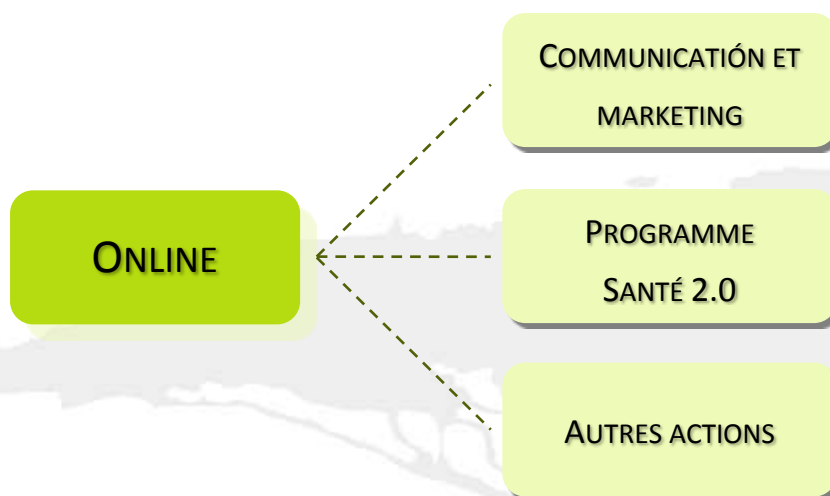 ONLINE
COMMUNICATIÓN ET
MARKETING
PROGRAMME
SANTÉ 2.0
AUTRES ACTIONS